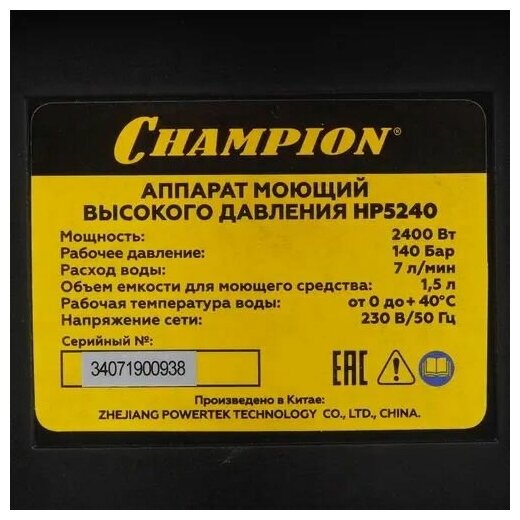 CHAMPION®
АППАРАТ МОЮЩИЙ
ВЫСОКОГО ДАВЛЕНИЯ HP5240
Мощность: 2400 Вт
Рабочее давление: 140 Бар
Расход воды: 7 л/мин
Объем емкости для моющего средства: 1,5 л
Рабочая температура воды: от 0 до + 40°C
Напряжение сети: 230 В/50 Гц
Серийный №:
34071900938
EAC
Произведено в Китае:
ZHEJIANG POWERTEK TECHNOLOGY CO., LTD., CHINA.